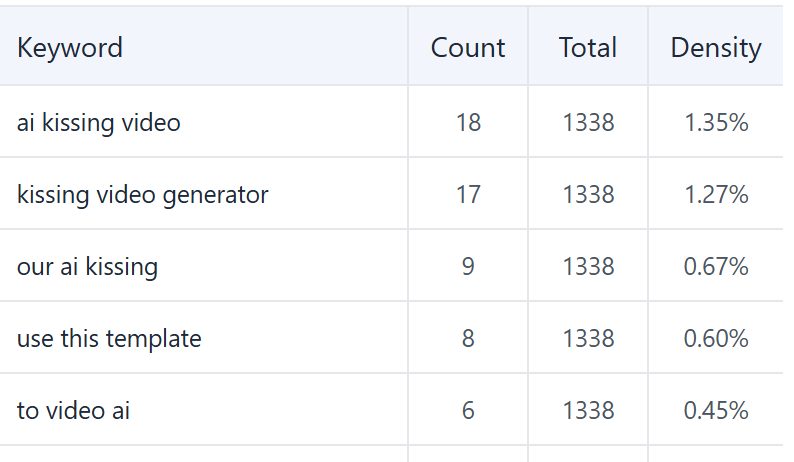 Keyword Count Total Density
ai kissing video 18 1338 1.35%
kissing video generator 17 1338 1.27%
our ai kissing 9 1338 0.67%
use this template 8 1338 0.60%
to video ai 6 1338 0.45%